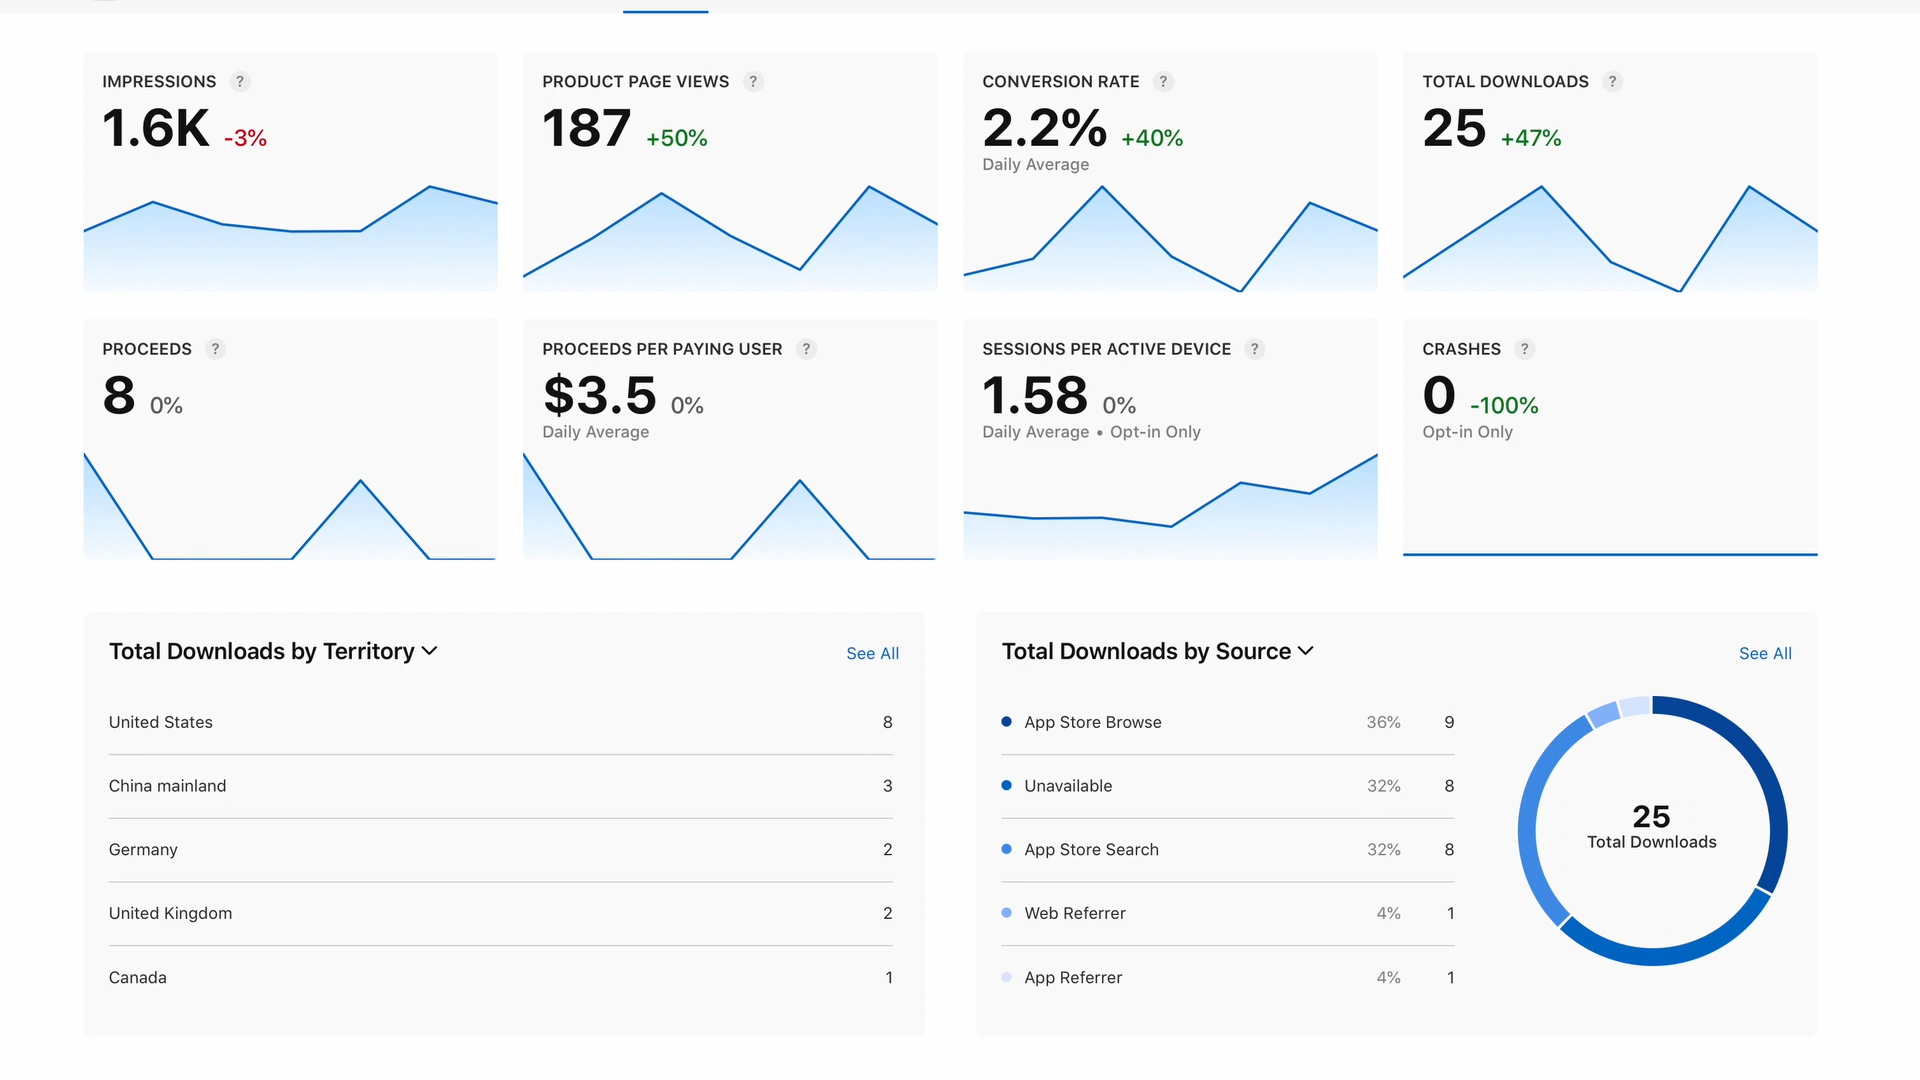 IMPRESSIONS ?
1.6K -3%
PRODUCT PAGE VIEWS ?
187 +50%
CONVERSION RATE ?
2.2% +40%
Daily Average
TOTAL DOWNLOADS ?
25 +47%
PROCEEDS ?
8 0%
PROCEEDS PER PAYING USER ?
$3.5 0%
Daily Average
SESSIONS PER ACTIVE DEVICE ?
1.58 0%
Daily Average • Opt-in Only
CRASHES ?
0 -100%
Opt-in Only
Total Downloads by Territory
See All
United States 8
China mainland 3
Germany 2
United Kingdom 2
Canada 1
Total Downloads by Source
See All
App Store Browse 36% 9
Unavailable 32% 8
App Store Search 32% 8
Web Referrer 4% 1
App Referrer 4% 1
25
Total Downloads